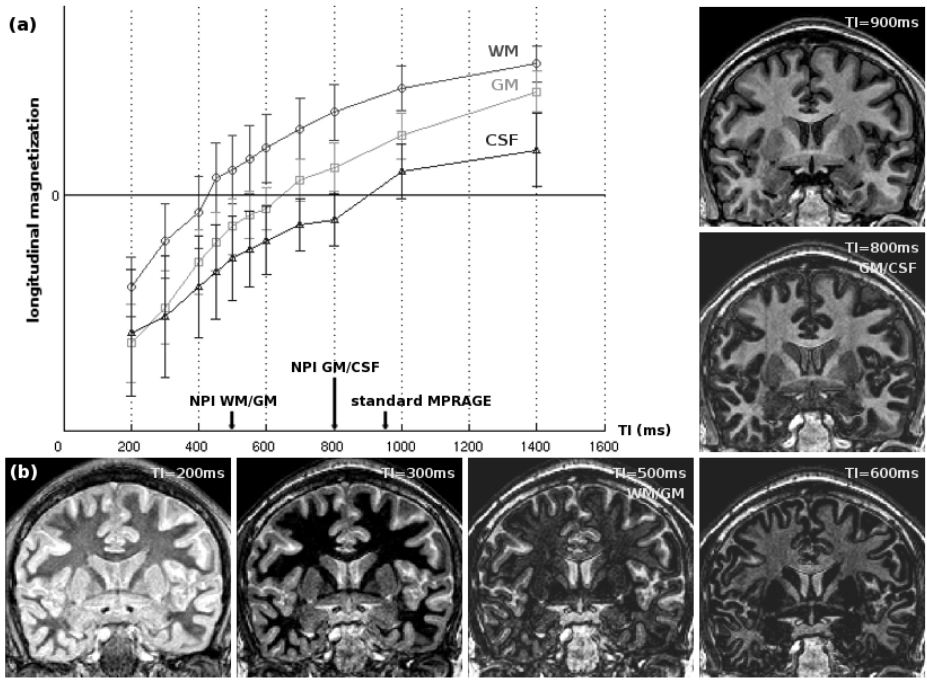 (a)
WM
GM
CSF
0
longitudinal magnetization
NPI GM/CSF
NPI WM/GM
standard MPRAGE
TI (ms)
0
200
400
600
800
1000
1200
1400
1600
TI=900ms
TI=800ms
GM/CSF
(b)
TI=200ms
TI=300ms
TI=500ms
WM/GM
TI=600ms